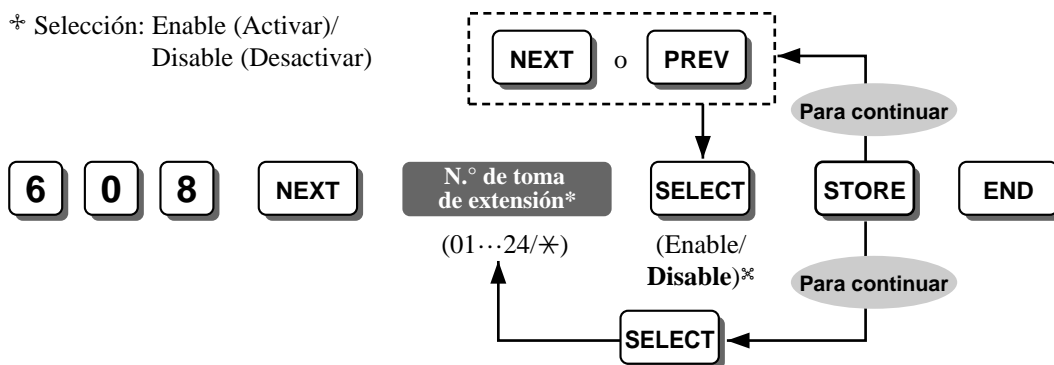 ✣ Selección: Enable (Activar)/
Disable (Desactivar)
NEXT o PREV
Para continuar
6 0 8 NEXT N.° de toma de extensión* SELECT STORE END
(01···24/✳) (Enable/
Disable)✤
Para continuar
SELECT